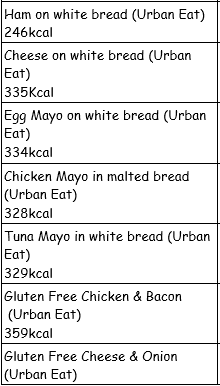 Ham on white bread (Urban Eat)
246kcal
Cheese on white bread (Urban
Eat)
335Kcal
Egg Mayo on white bread (Urban
Eat)
334kcal
Chicken Mayo in malted bread
(Urban Eat)
328kcal
Tuna Mayo in white bread (Urban
Eat)
329kcal
Gluten Free Chicken & Bacon
(Urban Eat)
359kcal
Gluten Free Cheese & Onion
(Urban Eat)